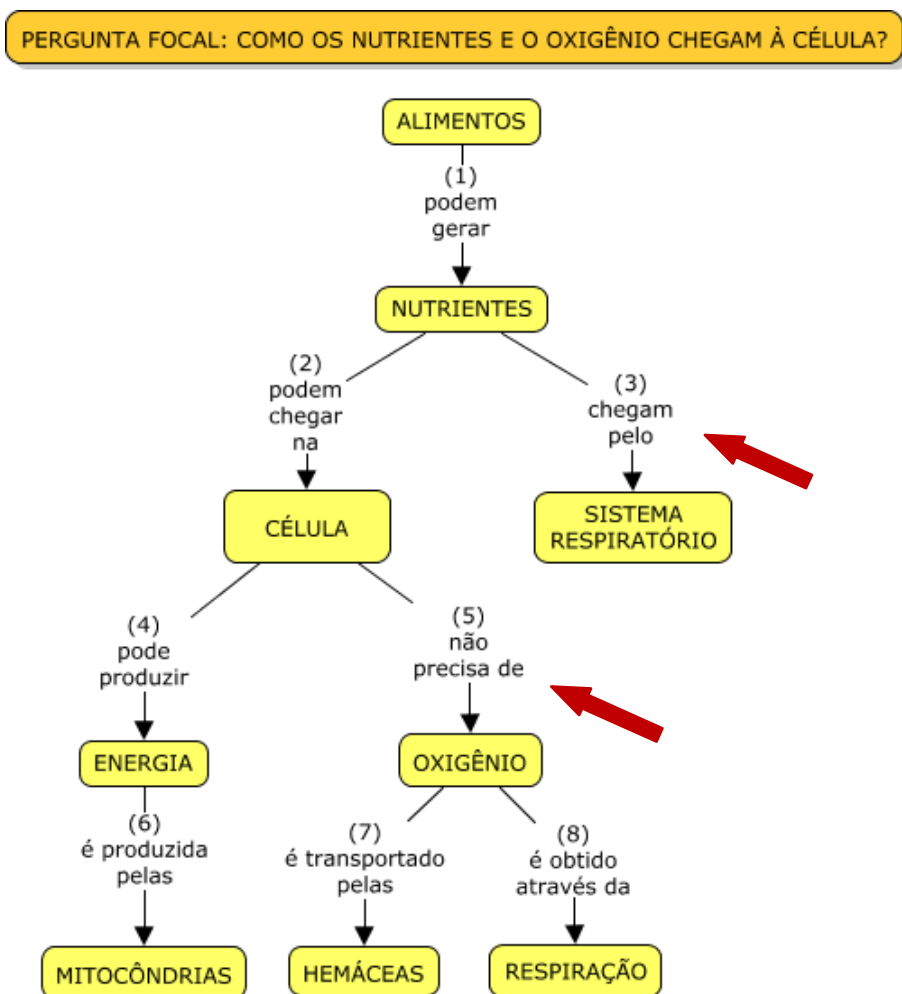 PERGUNTA FOCAL: COMO OS NUTRIENTES E O OXIGÊNIO CHEGAM À CÉLULA?
ALIMENTOS
(1)
podem
gerar
NUTRIENTES
(2)
podem
chegar
na
(3)
chegam
pelo
CÉLULA
SISTEMA
RESPIRATÓRIO
(4)
pode
produzir
(5)
não
precisa de
ENERGIA
OXIGÊNIO
(6)
é produzida
pelas
(7)
é transportado
pelas
(8)
é obtido
através da
MITOCÔNDRIAS
HEMÁCEAS
RESPIRAÇÃO